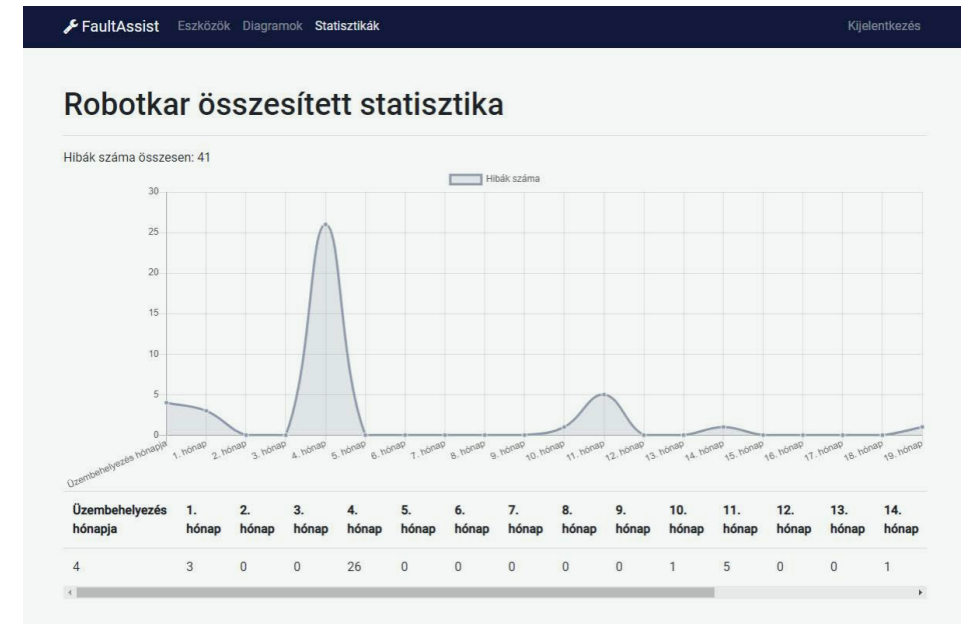 FaultAssist Eszközök Diagramok Statisztikák Kijelentkezés
Robotkar összesített statisztika
Hibák száma összesen: 41
Hibák száma
30
25
20
15
10
5
0
Üzembehelyezés hónapja 1. hónap 2. hónap 3. hónap 4. hónap 5. hónap 6. hónap 7. hónap 8. hónap 9. hónap 10. hónap 11. hónap 12. hónap 13. hónap 14. hónap 15. hónap 16. hónap 17. hónap 18. hónap 19. hónap
Üzembehelyezés 1. 2. 3. 4. 5. 6. 7. 8. 9. 10. 11. 12. 13. 14.
hónapja hónap hónap hónap hónap hónap hónap hónap hónap hónap hónap hónap hónap hónap hónap
4 3 0 0 26 0 0 0 0 0 1 5 0 0 1